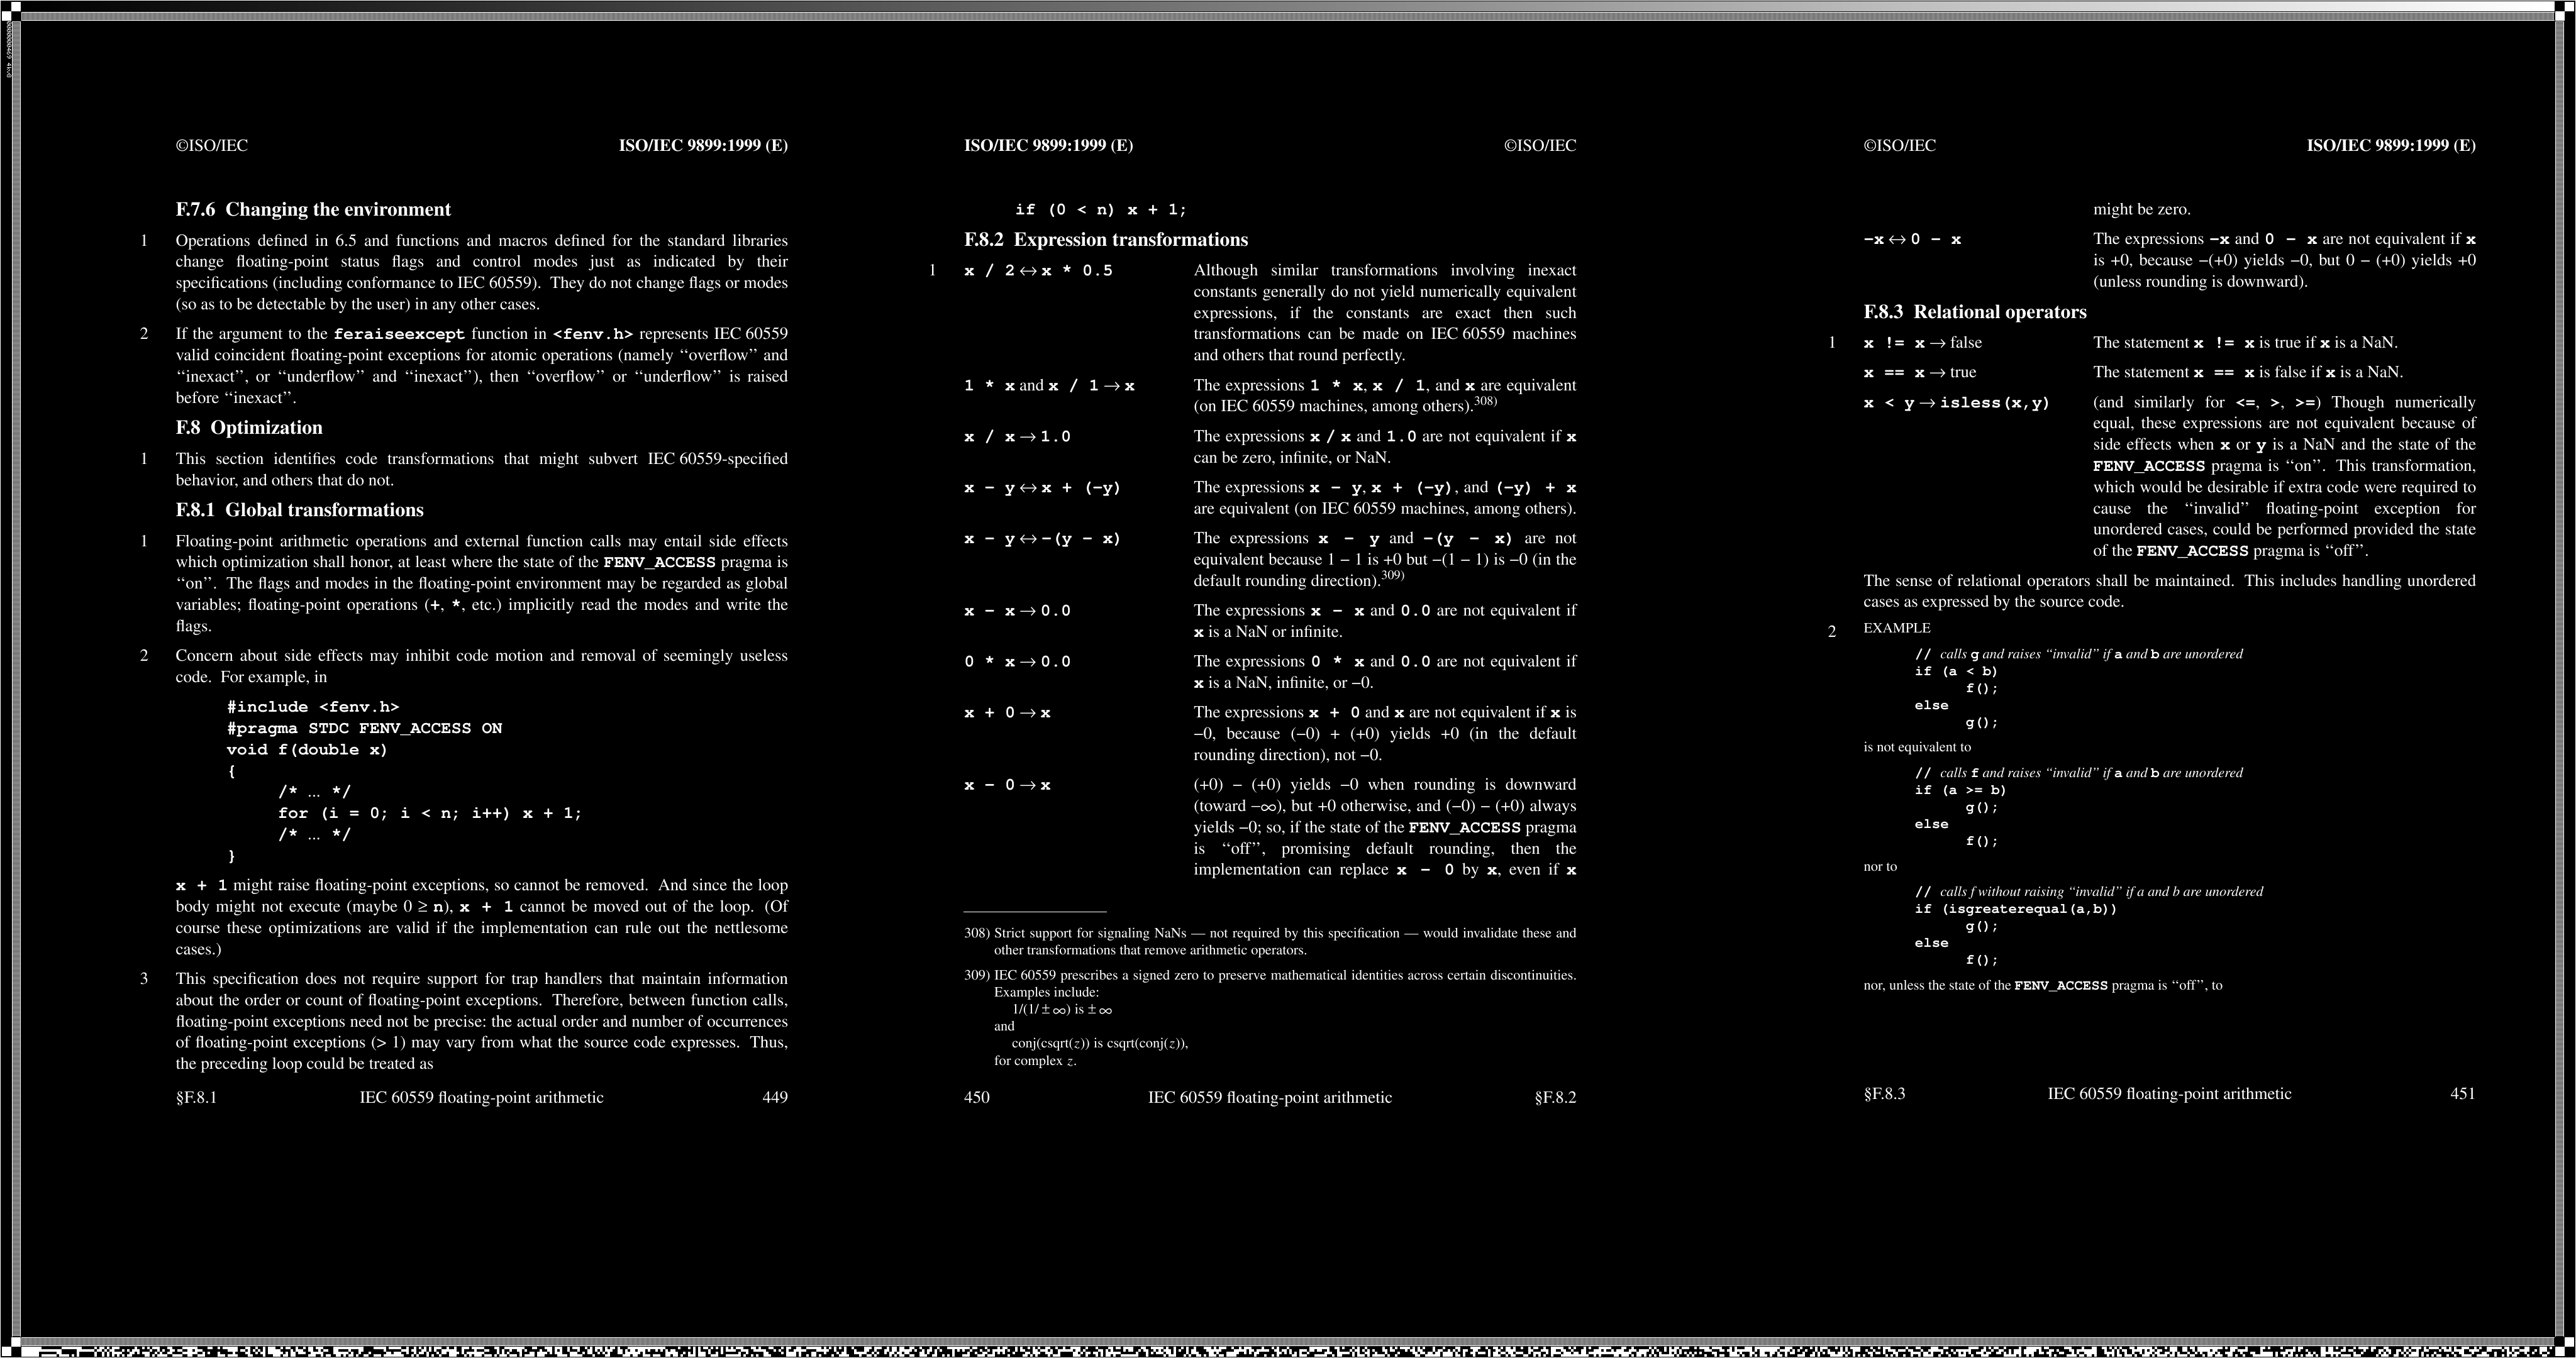 ©ISO/IEC ISO/IEC 9899:1999 (E)
F.7.6 Changing the environment
1 Operations defined in 6.5 and functions and macros defined for the standard libraries
change floating-point status flags and control modes just as indicated by their
specifications (including conformance to IEC 60559). They do not change flags or modes
(so as to be detectable by the user) in any other cases.
2 If the argument to the feraiseexcept function in <fenv.h> represents IEC 60559
valid coincident floating-point exceptions for atomic operations (namely ‘‘overflow’’ and
‘‘inexact’’, or ‘‘underflow’’ and ‘‘inexact’’), then ‘‘overflow’’ or ‘‘underflow’’ is raised
before ‘‘inexact’’.
F.8 Optimization
1 This section identifies code transformations that might subvert IEC 60559-specified
behavior, and others that do not.
F.8.1 Global transformations
1 Floating-point arithmetic operations and external function calls may entail side effects
which optimization shall honor, at least where the state of the FENV_ACCESS pragma is
‘‘on’’. The flags and modes in the floating-point environment may be regarded as global
variables; floating-point operations (+, *, etc.) implicitly read the modes and write the
flags.
2 Concern about side effects may inhibit code motion and removal of seemingly useless
code. For example, in
#include <fenv.h>
#pragma STDC FENV_ACCESS ON
void f(double x)
{
/* ... */
for (i = 0; i < n; i++) x + 1;
/* ... */
}
x + 1 might raise floating-point exceptions, so cannot be removed. And since the loop
body might not execute (maybe 0 ≥ n), x + 1 cannot be moved out of the loop. (Of
course these optimizations are valid if the implementation can rule out the nettlesome
cases.)
3 This specification does not require support for trap handlers that maintain information
about the order or count of floating-point exceptions. Therefore, between function calls,
floating-point exceptions need not be precise: the actual order and number of occurrences
of floating-point exceptions (> 1) may vary from what the source code expresses. Thus,
the preceding loop could be treated as
§F.8.1 IEC 60559 floating-point arithmetic 449
ISO/IEC 9899:1999 (E) ©ISO/IEC
if (0 < n) x + 1;
F.8.2 Expression transformations
1 x / 2 ↔ x * 0.5 Although similar transformations involving inexact
constants generally do not yield numerically equivalent
expressions, if the constants are exact then such
transformations can be made on IEC 60559 machines
and others that round perfectly.
1 * x and x / 1 → x The expressions 1 * x, x / 1, and x are equivalent
(on IEC 60559 machines, among others).308)
x / x → 1.0 The expressions x / x and 1.0 are not equivalent if x
can be zero, infinite, or NaN.
x − y ↔ x + (−y) The expressions x − y, x + (−y), and (−y) + x
are equivalent (on IEC 60559 machines, among others).
x − y ↔ −(y − x) The expressions x − y and −(y − x) are not
equivalent because 1 − 1 is +0 but −(1 − 1) is −0 (in the
default rounding direction).309)
x − x → 0.0 The expressions x − x and 0.0 are not equivalent if
x is a NaN or infinite.
0 * x → 0.0 The expressions 0 * x and 0.0 are not equivalent if
x is a NaN, infinite, or −0.
x + 0 → x The expressions x + 0 and x are not equivalent if x is
−0, because (−0) + (+0) yields +0 (in the default
rounding direction), not −0.
x − 0 → x (+0) − (+0) yields −0 when rounding is downward
(toward −∞), but +0 otherwise, and (−0) − (+0) always
yields −0; so, if the state of the FENV_ACCESS pragma
is ‘‘off’’, promising default rounding, then the
implementation can replace x − 0 by x, even if x
308) Strict support for signaling NaNs — not required by this specification — would invalidate these and
other transformations that remove arithmetic operators.
309) IEC 60559 prescribes a signed zero to preserve mathematical identities across certain discontinuities.
Examples include:
1/(1/ ± ∞) is ± ∞
and
conj(csqrt(z)) is csqrt(conj(z)),
for complex z.
450 IEC 60559 floating-point arithmetic §F.8.2
©ISO/IEC ISO/IEC 9899:1999 (E)
might be zero.
−x ↔ 0 − x The expressions −x and 0 − x are not equivalent if x
is +0, because −(+0) yields −0, but 0 − (+0) yields +0
(unless rounding is downward).
F.8.3 Relational operators
1 x != x → false The statement x != x is true if x is a NaN.
x == x → true The statement x == x is false if x is a NaN.
x < y → isless(x,y) (and similarly for <=, >, >=) Though numerically
equal, these expressions are not equivalent because of
side effects when x or y is a NaN and the state of the
FENV_ACCESS pragma is ‘‘on’’. This transformation,
which would be desirable if extra code were required to
cause the ‘‘invalid’’ floating-point exception for
unordered cases, could be performed provided the state
of the FENV_ACCESS pragma is ‘‘off’’.
The sense of relational operators shall be maintained. This includes handling unordered
cases as expressed by the source code.
2 EXAMPLE
// calls g and raises “invalid” if a and b are unordered
if (a < b)
f();
else
g();
is not equivalent to
// calls f and raises “invalid” if a and b are unordered
if (a >= b)
g();
else
f();
nor to
// calls f without raising “invalid” if a and b are unordered
if (isgreaterequal(a,b))
g();
else
f();
nor, unless the state of the FENV_ACCESS pragma is ‘‘off’’, to
§F.8.3 IEC 60559 floating-point arithmetic 451